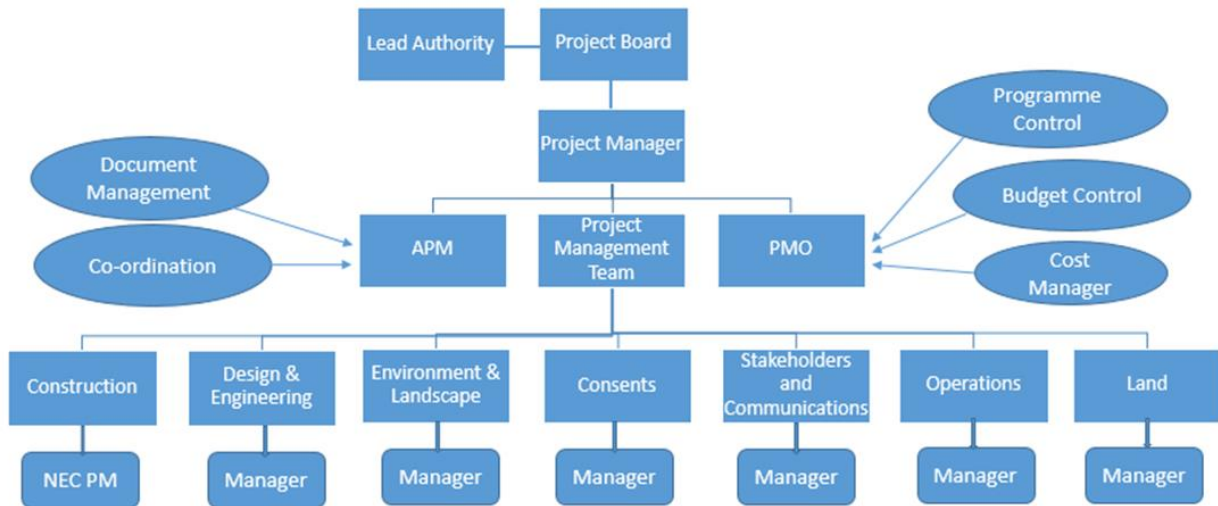 Lead Authority
Project Board
Programme
Control
Project Manager
Document
Management
Budget Control
Co-ordination
APM
Project
Management
Team
PMO
Cost
Manager
Construction
Design &
Engineering
Environment &
Landscape
Consents
Stakeholders
and
Communications
Operations
Land
NEC PM
Manager
Manager
Manager
Manager
Manager
Manager